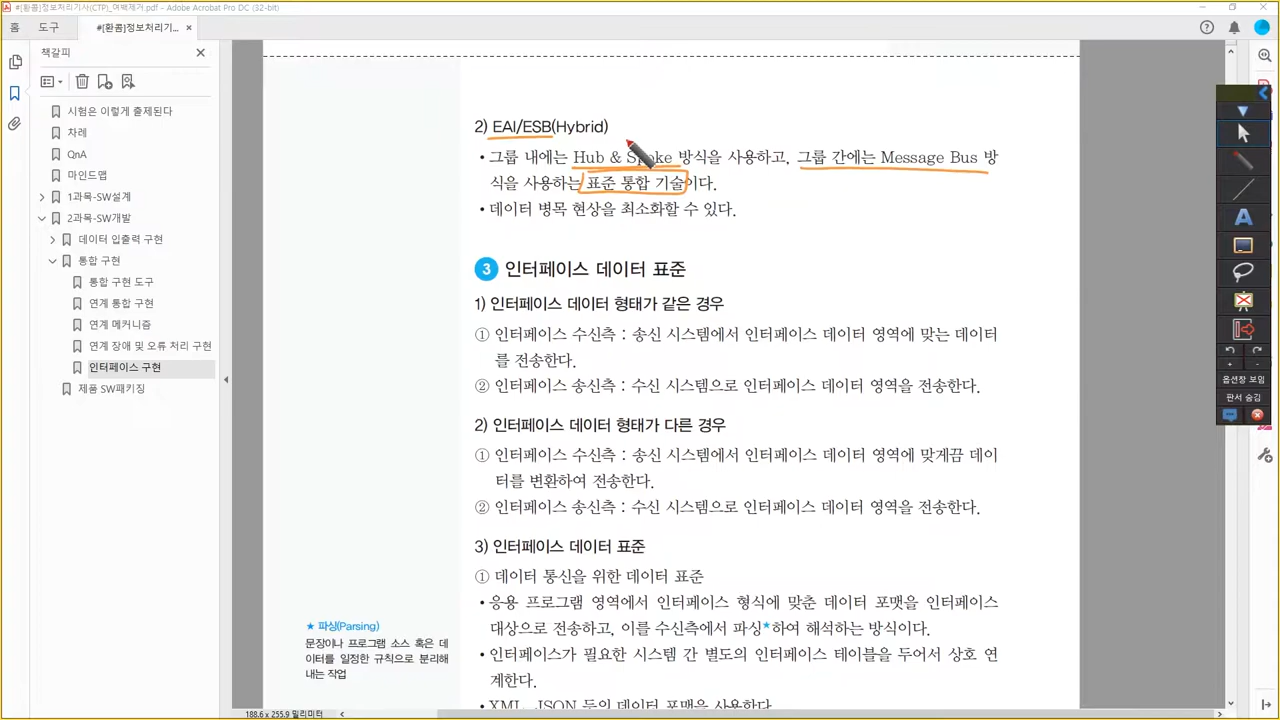 #[환콤]정보처리기사(CTP)_여백제거.pdf - Adobe Acrobat Pro DC (32-bit)
홈 도구 #[환콤]정보처리기... ×
책갈피
시험은 이렇게 출제된다
차례
QnA
마인드맵
1과목-SW설계
2과목-SW개발
데이터 입출력 구현
통합 구현
통합 구현 도구
연계 통합 구현
연계 메커니즘
연계 장애 및 오류 처리 구현
인터페이스 구현
제품 SW패키징
2) EAI/ESB(Hybrid)
• 그룹 내에는 Hub & Spoke 방식을 사용하고, 그룹 간에는 Message Bus 방
식을 사용하는 표준 통합 기술이다.
• 데이터 병목 현상을 최소화할 수 있다.
3 인터페이스 데이터 표준
1) 인터페이스 데이터 형태가 같은 경우
① 인터페이스 수신측 : 송신 시스템에서 인터페이스 데이터 영역에 맞는 데이터
를 전송한다.
② 인터페이스 송신측 : 수신 시스템으로 인터페이스 데이터 영역을 전송한다.
2) 인터페이스 데이터 형태가 다른 경우
① 인터페이스 수신측 : 송신 시스템에서 인터페이스 데이터 영역에 맞게끔 데이
터를 변환하여 전송한다.
② 인터페이스 송신측 : 수신 시스템으로 인터페이스 데이터 영역을 전송한다.
3) 인터페이스 데이터 표준
① 데이터 통신을 위한 데이터 표준
• 응용 프로그램 영역에서 인터페이스 형식에 맞춘 데이터 포맷을 인터페이스
대상으로 전송하고, 이를 수신측에서 파싱★하여 해석하는 방식이다.
• 인터페이스가 필요한 시스템 간 별도의 인터페이스 테이블을 두어서 상호 연
계한다.
• XML, JSON 등의 데이터 포맷을 사용한다.
★ 파싱(Parsing)
문장이나 프로그램 소스 혹은 데
이터를 일정한 규칙으로 분리해
내는 작업
188.6 x 255.9 밀리미터
A
옵션창 보임
판서 숨김